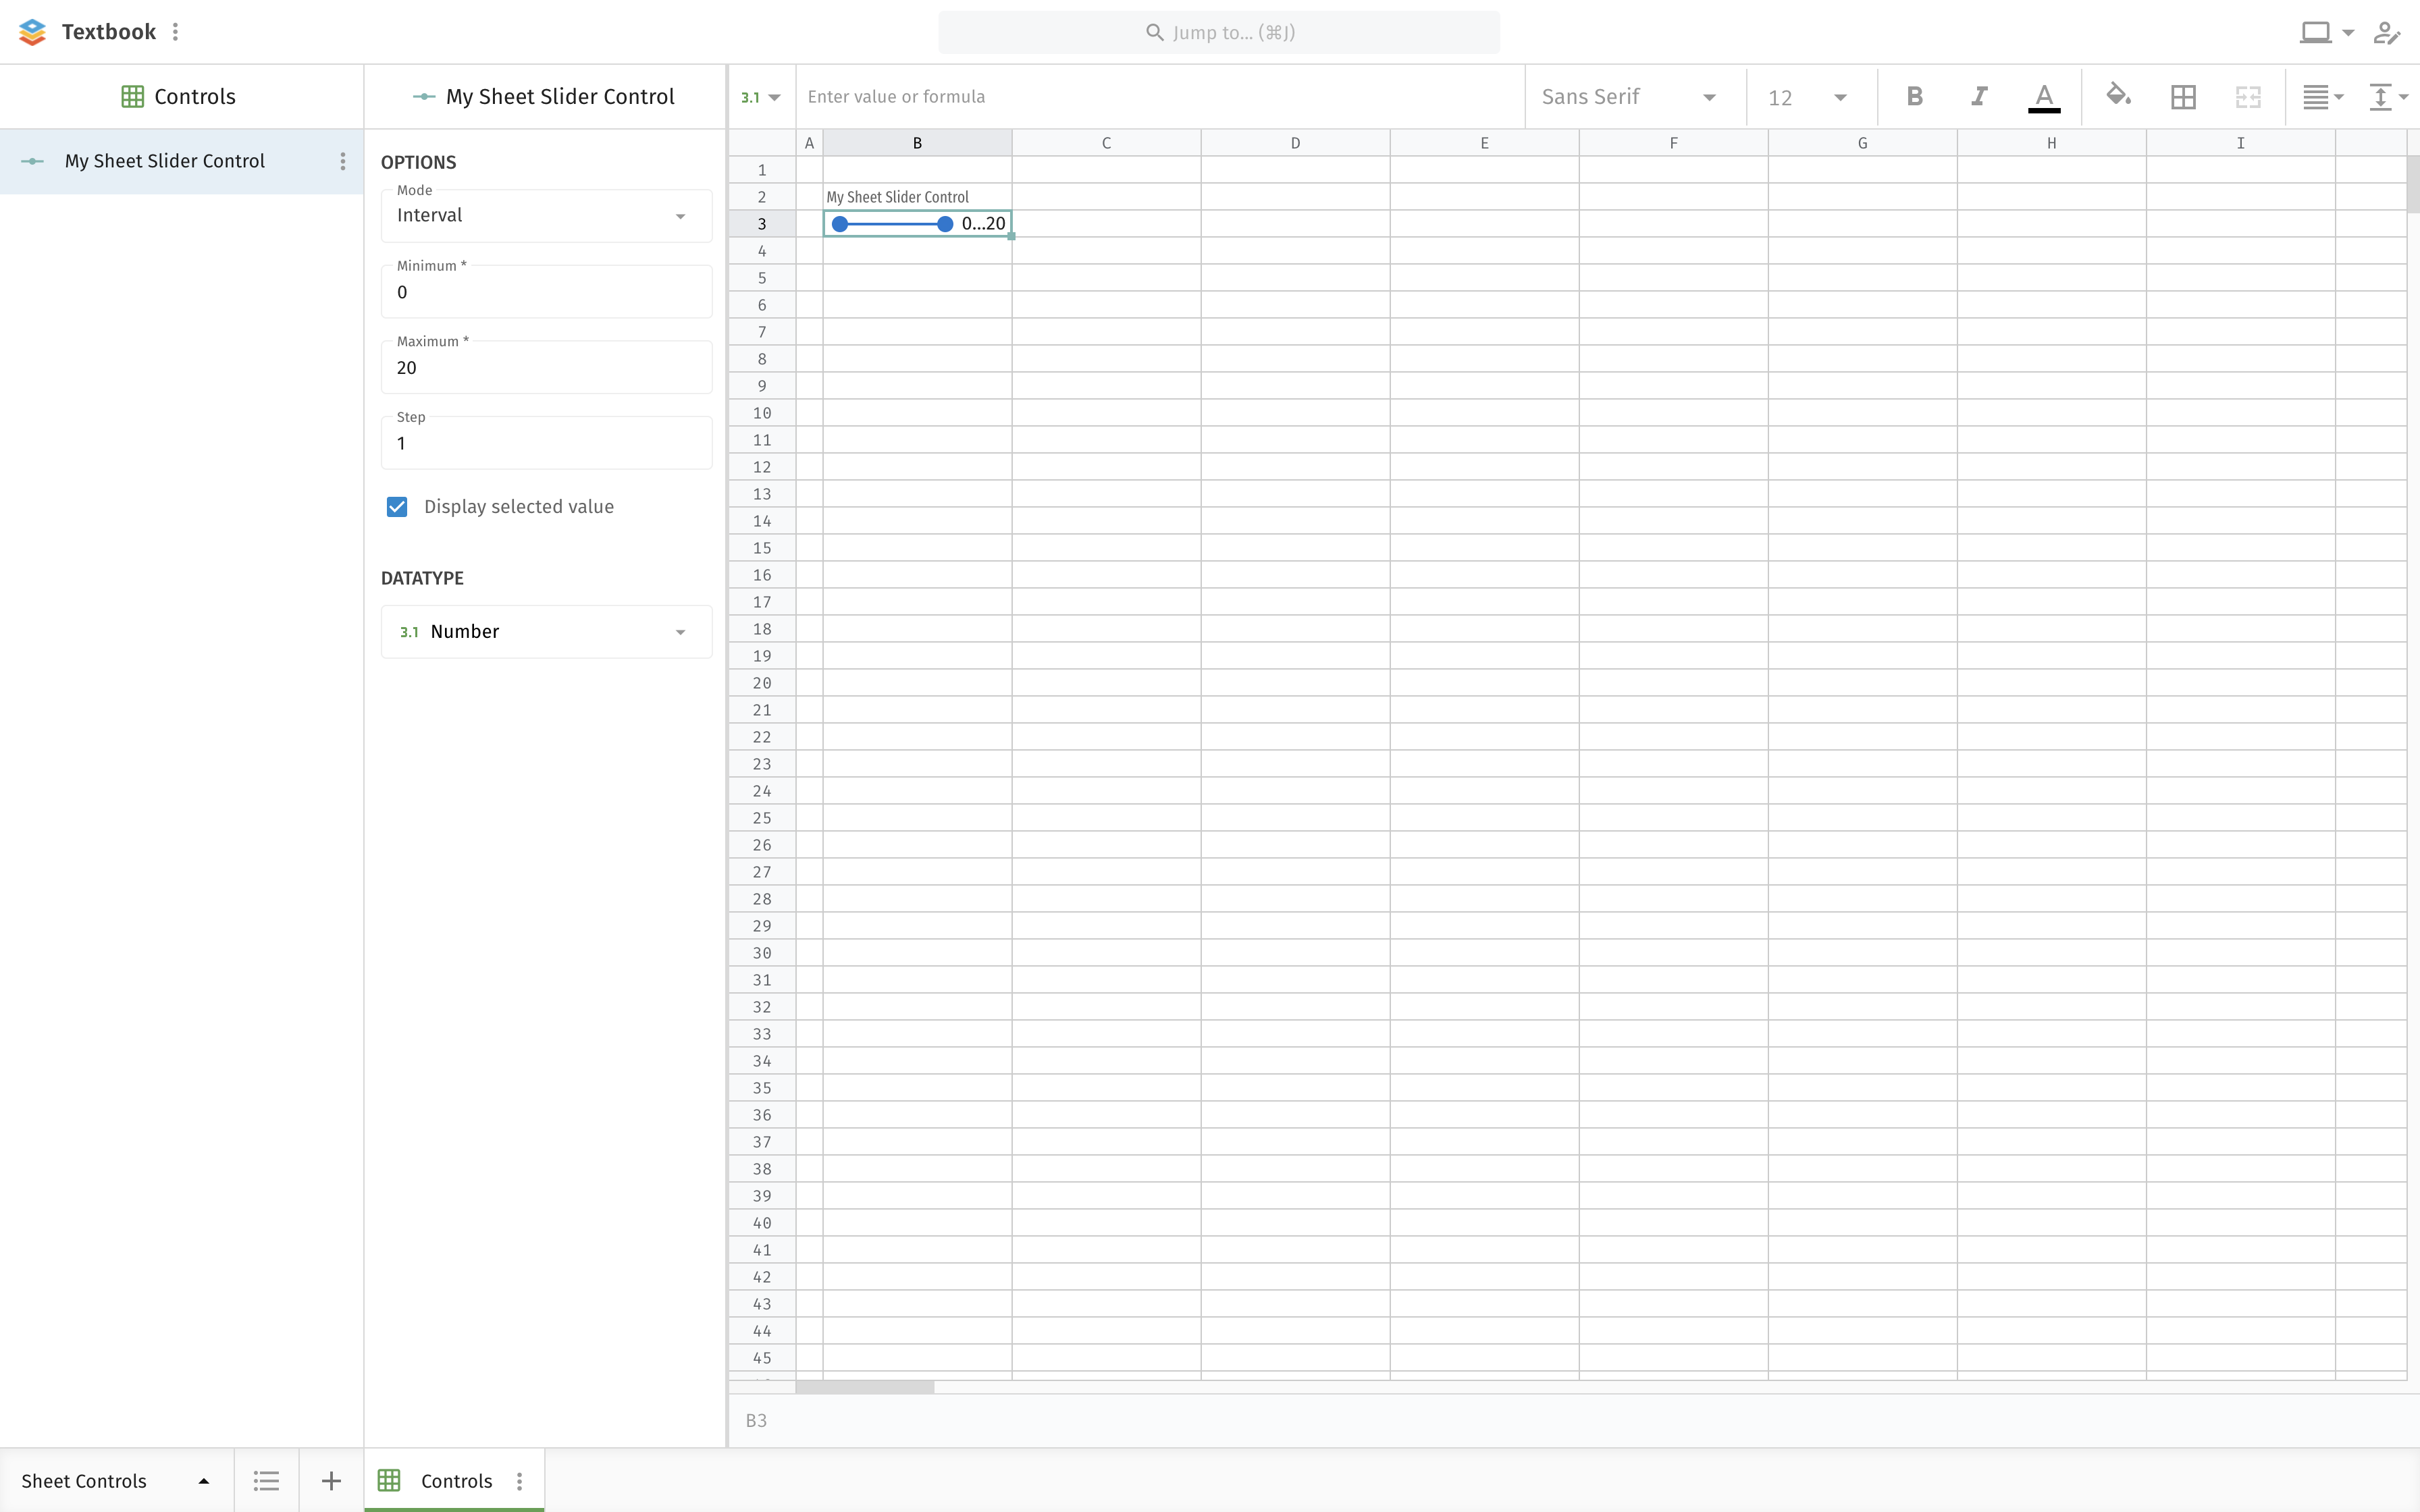 Textbook
Jump to... (⌘J)
Controls
My Sheet Slider Control
3.1
Enter value or formula
Sans Serif
12
B
I
A
My Sheet Slider Control
OPTIONS
Mode
Interval
Minimum *
0
Maximum *
20
Step
1
Display selected value
DATATYPE
3.1 Number
A B C D E F G H I
1
2 My Sheet Slider Control
3 0...20
4
5
6
7
8
9
10
11
12
13
14
15
16
17
18
19
20
21
22
23
24
25
26
27
28
29
30
31
32
33
34
35
36
37
38
39
40
41
42
43
44
45
B3
Sheet Controls
Controls